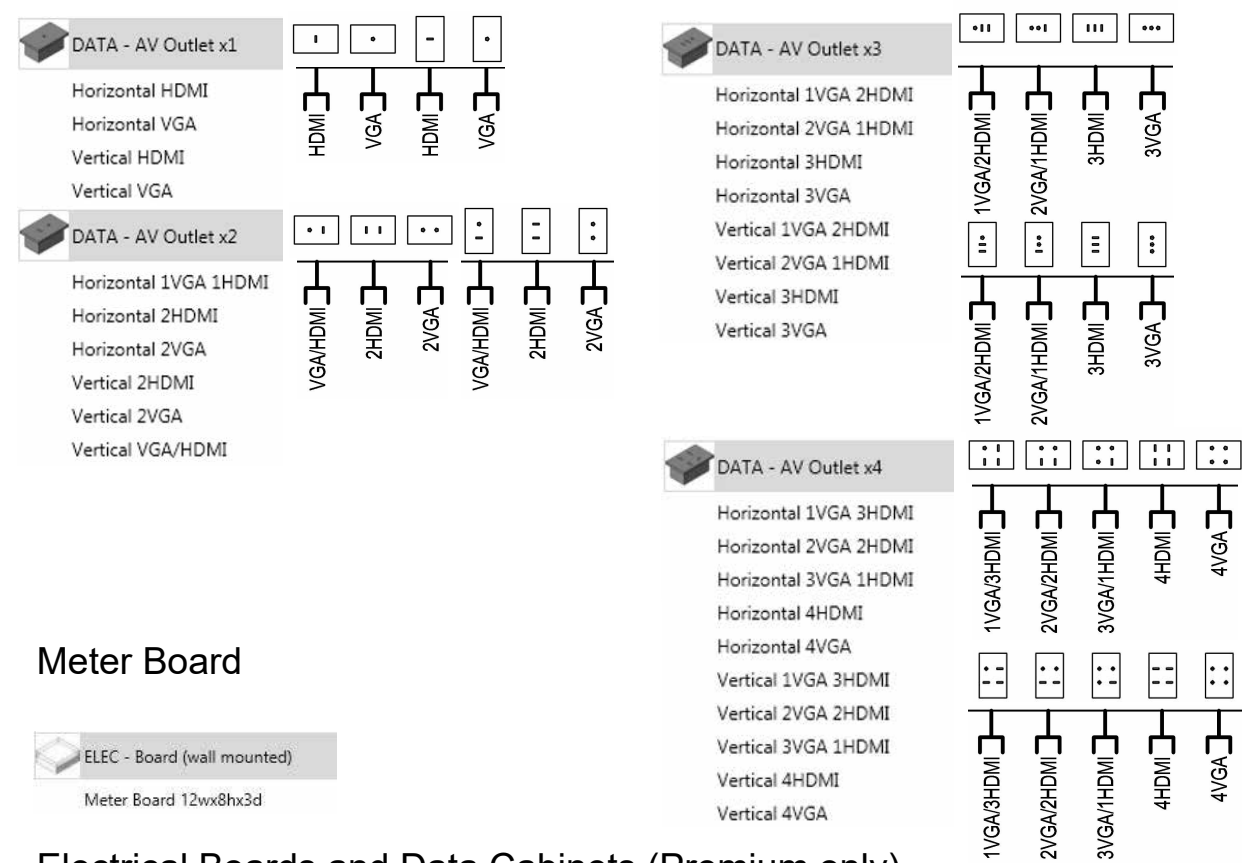 DATA - AV Outlet x1
Horizontal HDMI
Horizontal VGA
Vertical HDMI
Vertical VGA
HDMI
VGA
HDMI
VGA
DATA - AV Outlet x2
Horizontal 1VGA 1HDMI
Horizontal 2HDMI
Horizontal 2VGA
Vertical 2HDMI
Vertical 2VGA
Vertical VGA/HDMI
VGA/HDMI
2HDMI
2VGA
VGA/HDMI
2HDMI
2VGA
DATA - AV Outlet x3
Horizontal 1VGA 2HDMI
Horizontal 2VGA 1HDMI
Horizontal 3HDMI
Horizontal 3VGA
Vertical 1VGA 2HDMI
Vertical 2VGA 1HDMI
Vertical 3HDMI
Vertical 3VGA
1VGA/2HDMI
2VGA/1HDMI
3HDMI
3VGA
1VGA/2HDMI
2VGA/1HDMI
3HDMI
3VGA
DATA - AV Outlet x4
Horizontal 1VGA 3HDMI
Horizontal 2VGA 2HDMI
Horizontal 3VGA 1HDMI
Horizontal 4HDMI
Horizontal 4VGA
Vertical 1VGA 3HDMI
Vertical 2VGA 2HDMI
Vertical 3VGA 1HDMI
Vertical 4HDMI
Vertical 4VGA
1VGA/3HDMI
2VGA/2HDMI
3VGA/1HDMI
4HDMI
4VGA
1VGA/3HDMI
2VGA/2HDMI
3VGA/1HDMI
4HDMI
4VGA
Meter Board
ELEC - Board (wall mounted)
Meter Board 12wx8hx3d
Electrical Boards and Data Cabinets (Premium only)